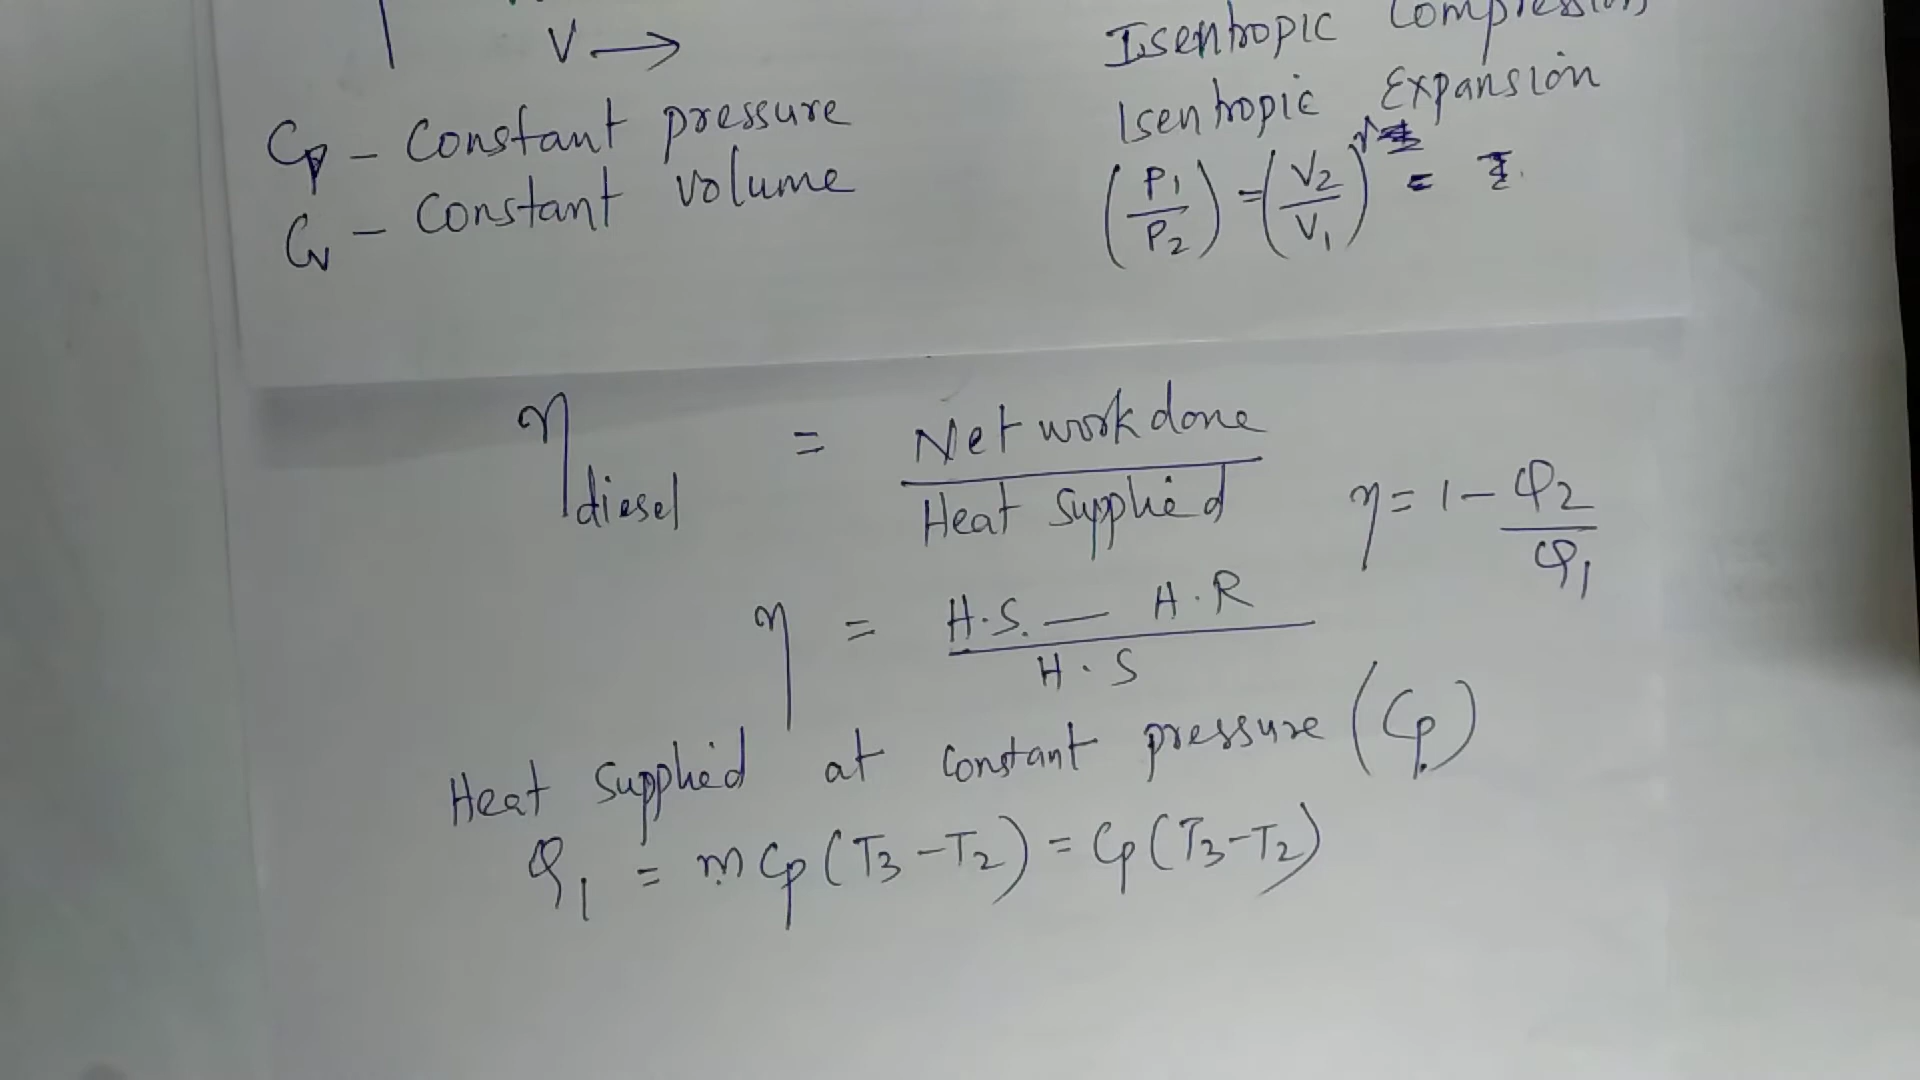 V →
Isentropic Compression
Cp - Constant pressure
Cv - Constant volume
Isentropic Expansion
(P1/P2) = (V2/V1)^γ =
η diesel = Net work done / Heat Supplied
η = 1 - Q2/Q1
η = H.S. - H.R / H.S
Heat Supplied at constant pressure (Cp)
Q1 = m Cp (T3 - T2) = Cp (T3 - T2)